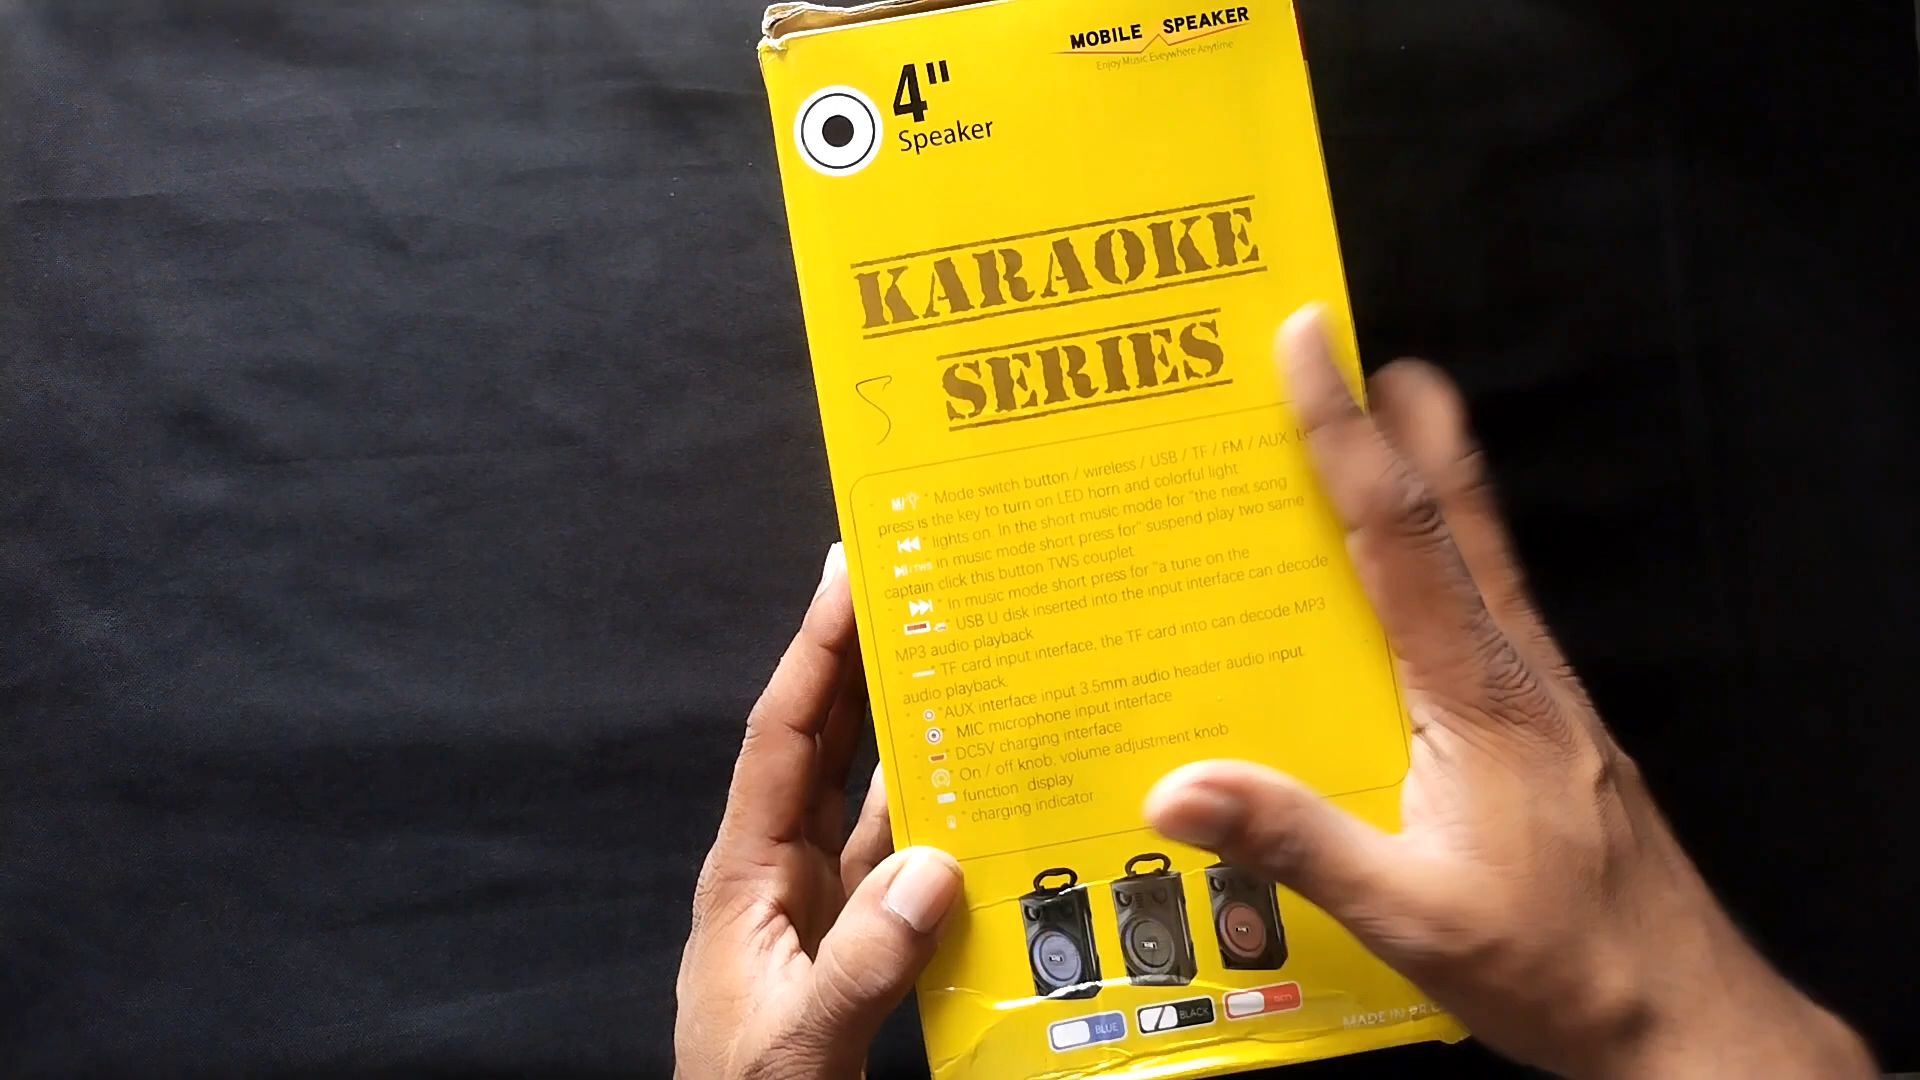 MOBILE SPEAKER
Enjoy Music Eveywhere Anytime
4"
Speaker
KARAOKE
SERIES
M/ " Mode switch button / wireless / USB / TF / FM / AUX.
press is the key to turn on LED horn and colorful light
" lights on. In the short music mode for "the next song
/TWS in music mode short press for" suspend play two same
captain click this button TWS couplet
" In music mode short press for "a tune on the
" USB U disk inserted into the input interface can decode
MP3 audio playback
" TF card input interface, the TF card into can decode MP3
audio playback
"AUX interface input 3.5mm audio header audio input
MIC microphone input interface
" DC5V charging interface
" On / off knob, volume adjustment knob
" function display
" charging indicator
BLUE
BLACK
MADE IN